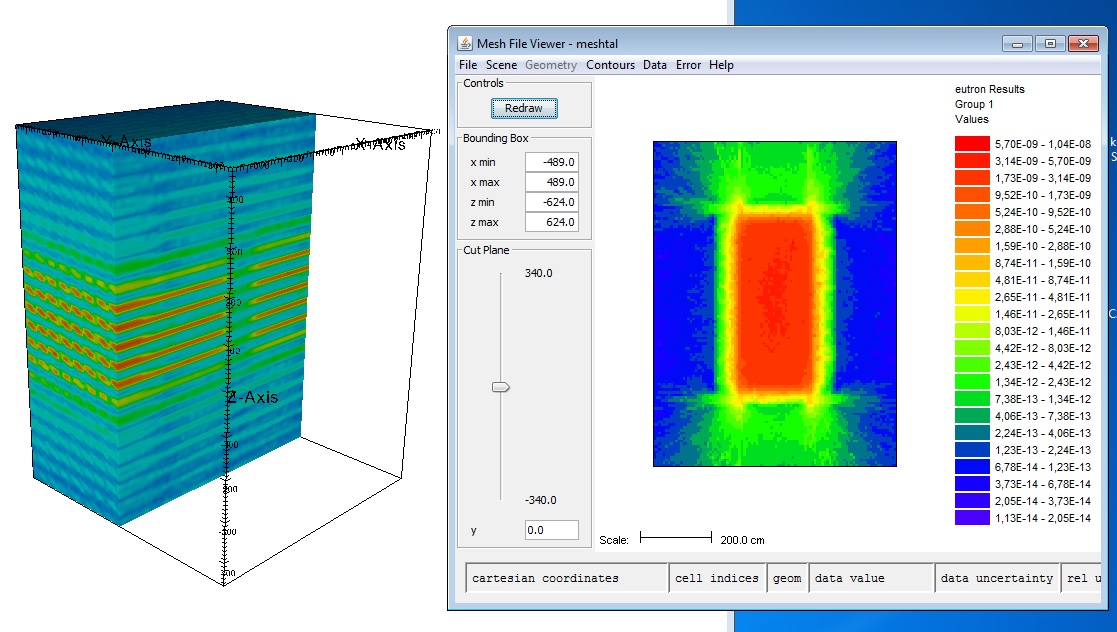 Y-Axis
X-Axis
Z-Axis
Mesh File Viewer - meshtal
File Scene Geometry Contours Data Error Help
Controls
Redraw
Bounding Box
x min -489.0
x max 489.0
z min -624.0
z max 624.0
Cut Plane
340.0
-340.0
y 0.0
Scale: 200.0 cm
eutron Results
Group 1
Values
5,70E-09 - 1,04E-08
3,14E-09 - 5,70E-09
1,73E-09 - 3,14E-09
9,52E-10 - 1,73E-09
5,24E-10 - 9,52E-10
2,88E-10 - 5,24E-10
1,59E-10 - 2,88E-10
8,74E-11 - 1,59E-10
4,81E-11 - 8,74E-11
2,65E-11 - 4,81E-11
1,46E-11 - 2,65E-11
8,03E-12 - 1,46E-11
4,42E-12 - 8,03E-12
2,43E-12 - 4,42E-12
1,34E-12 - 2,43E-12
7,38E-13 - 1,34E-12
4,06E-13 - 7,38E-13
2,24E-13 - 4,06E-13
1,23E-13 - 2,24E-13
6,78E-14 - 1,23E-13
3,73E-14 - 6,78E-14
2,05E-14 - 3,73E-14
1,13E-14 - 2,05E-14
cartesian coordinates cell indices geom data value data uncertainty rel u